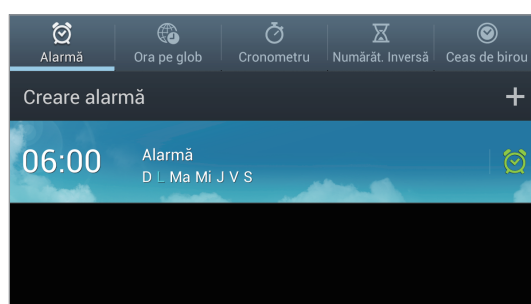 Alarmă Ora pe glob Cronometru Numărăt. Inversă Ceas de birou
Creare alarmă
06:00 Alarmă
D L Ma Mi J V S